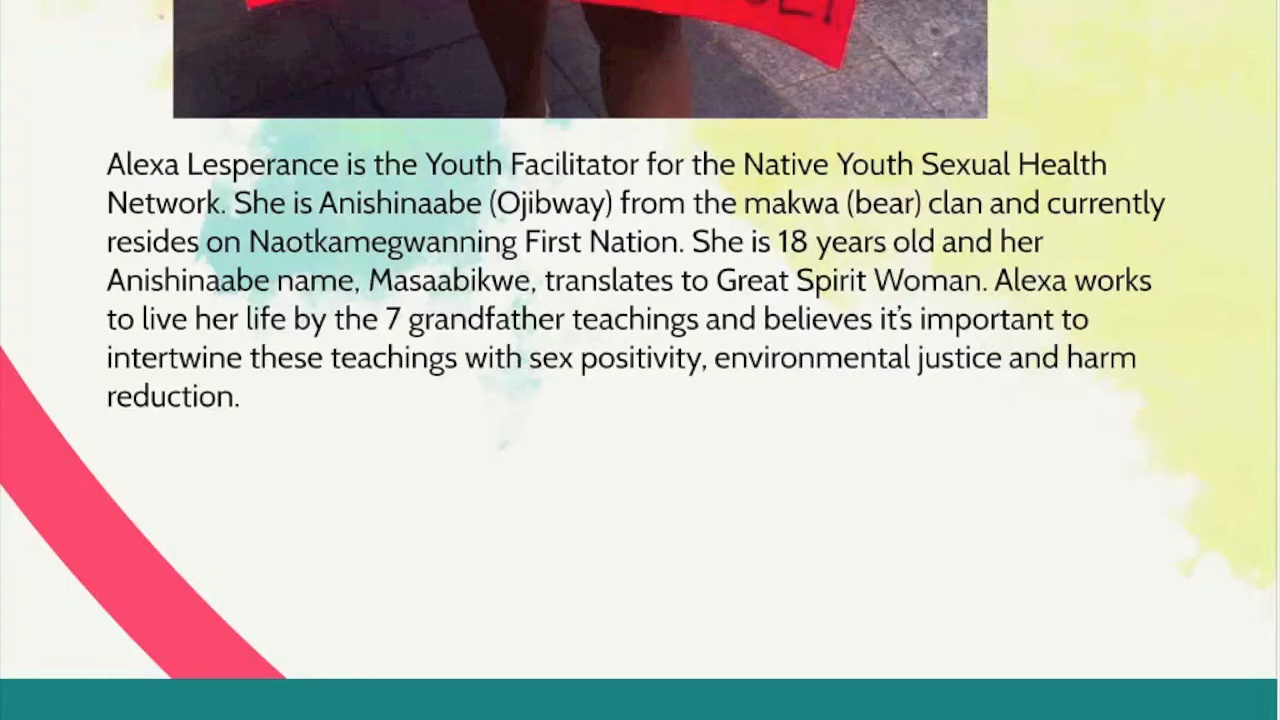 Alexa Lesperance is the Youth Facilitator for the Native Youth Sexual Health
Network. She is Anishinaabe (Ojibway) from the makwa (bear) clan and currently
resides on Naotkamegwanning First Nation. She is 18 years old and her
Anishinaabe name, Masaabikwe, translates to Great Spirit Woman. Alexa works
to live her life by the 7 grandfather teachings and believes it's important to
intertwine these teachings with sex positivity, environmental justice and harm
reduction.